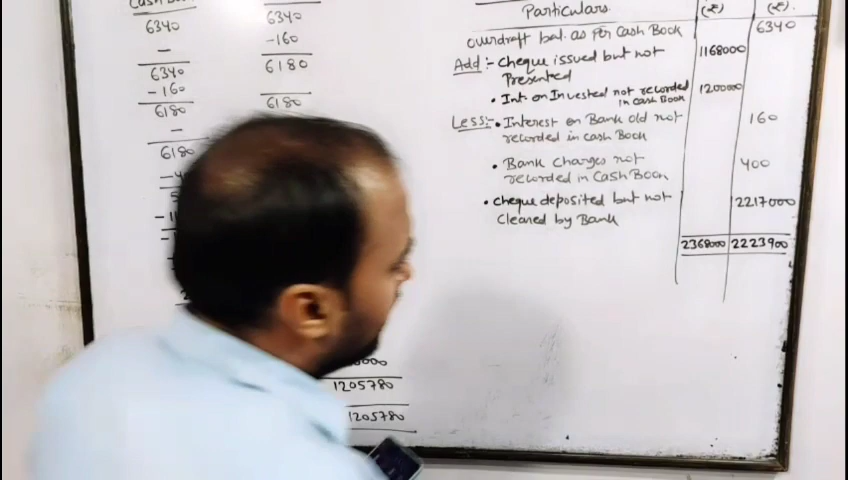 Cash B
6340
—
6340
-160
6180
—
6180
6340
-160
6180
6180
1205780
1205780
Particulars
(₹)
(₹).
overdraft bal. as per Cash Book
6340
Add:- Cheque issued but not
Presented
1168000
• Int. on Invested not recorded
in cash Book
1200000
Less:- • Interest on Bank old not
recorded in cash Book
160
• Bank charges not
recorded in Cash Book
400
• cheque deposited but not
Cleared by Bank
2217000
2368000 2223900